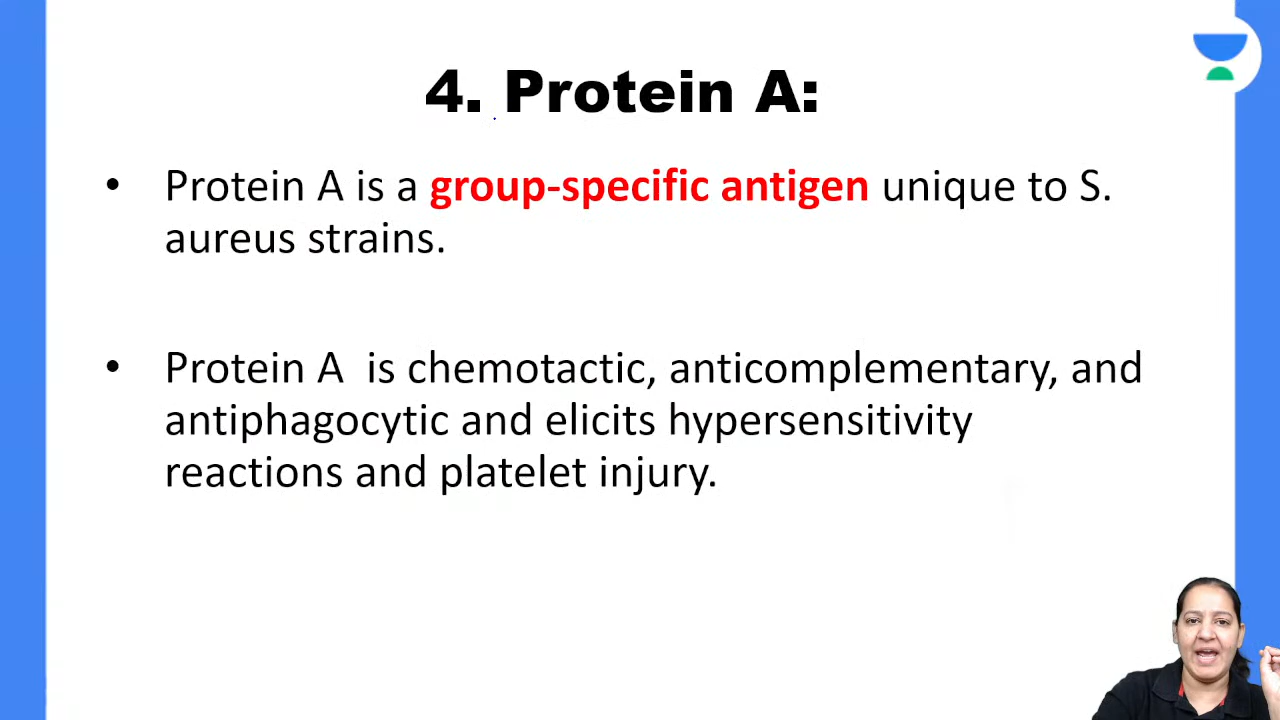 4. Protein A:
• Protein A is a group-specific antigen unique to S.
aureus strains.
• Protein A is chemotactic, anticomplementary, and
antiphagocytic and elicits hypersensitivity
reactions and platelet injury.